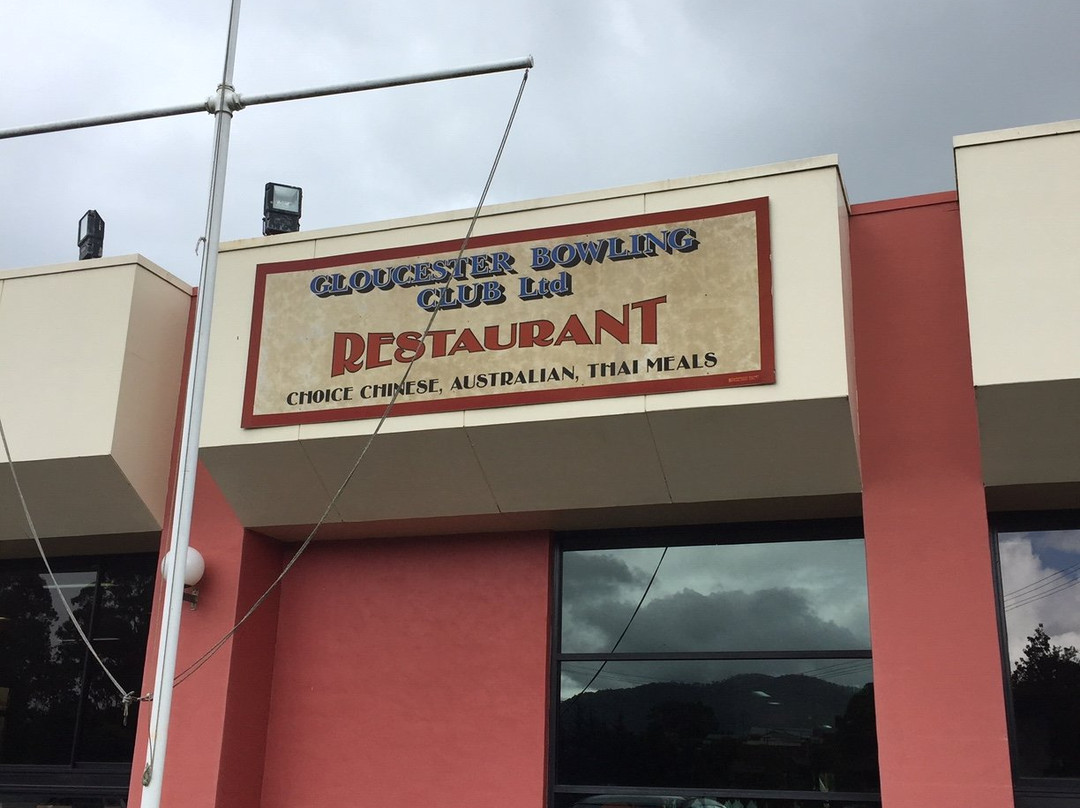 GLOUCESTER BOWLING
CLUB Ltd
RESTAURANT
CHOICE CHINESE, AUSTRALIAN, THAI MEALS